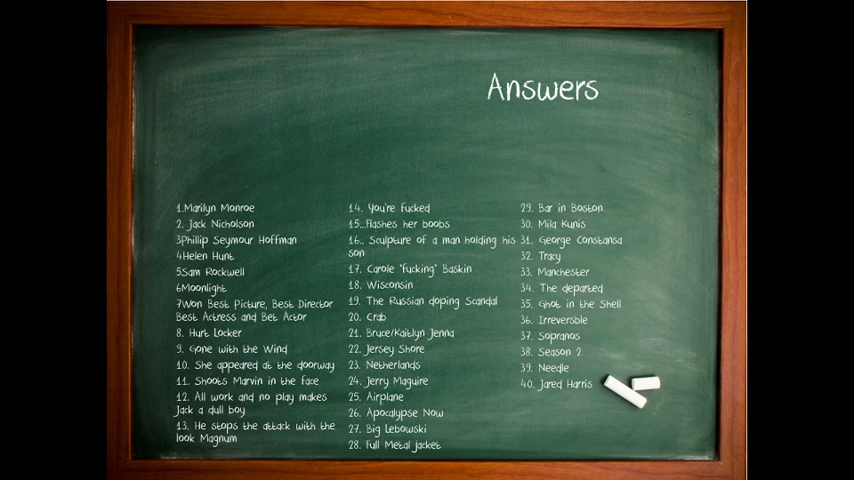 Answers
1.Marilyn Monroe
2. Jack Nicholson
3Phillip Seymour Hoffman
4Helen Hunt
5Sam Rockwell
6Moonlight
7Won Best Picture, Best Director
Best Actress and Bet Actor
8. Hurt Locker
9. Gone with the Wind
10. She appeared at the doorway
11. Shoots Marvin in the face
12. All work and no play makes
Jack a dull boy
13. He stops the attack with the
look Magnum
14. You're fucked
15...flashes her boobs
16.. Sculpture of a man holding his
son
17. Carole "fucking" Baskin
18. Wisconsin
19. The Russian doping Scandal
20. Crab
21. Bruce/Kaitlyn Jenna
22. Jersey Shore
23. Netherlands
24. Jerry Maguire
25. Airplane
26. Apocalypse Now
27. Big Lebowski
28. Full Metal jacket
29. Bar in Boston
30. Mila Kunis
31. George Constansa
32. Tracy
33. Manchester
34. The departed
35. Ghot in the Shell
36. Irreversble
37. Sopranos
38. Season 2
39. Needle
40. Jared Harris